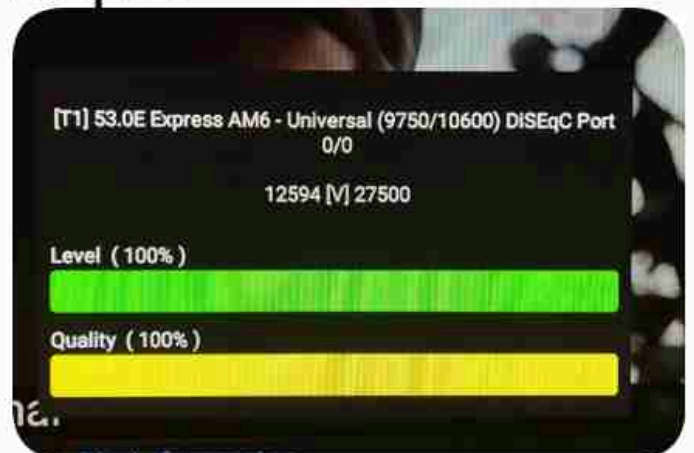 [T1] 53.0E Express AM6 - Universal (9750/10600) DiSEqC Port
0/0
12594 [V] 27500
Level ( 100% )
Quality ( 100% )